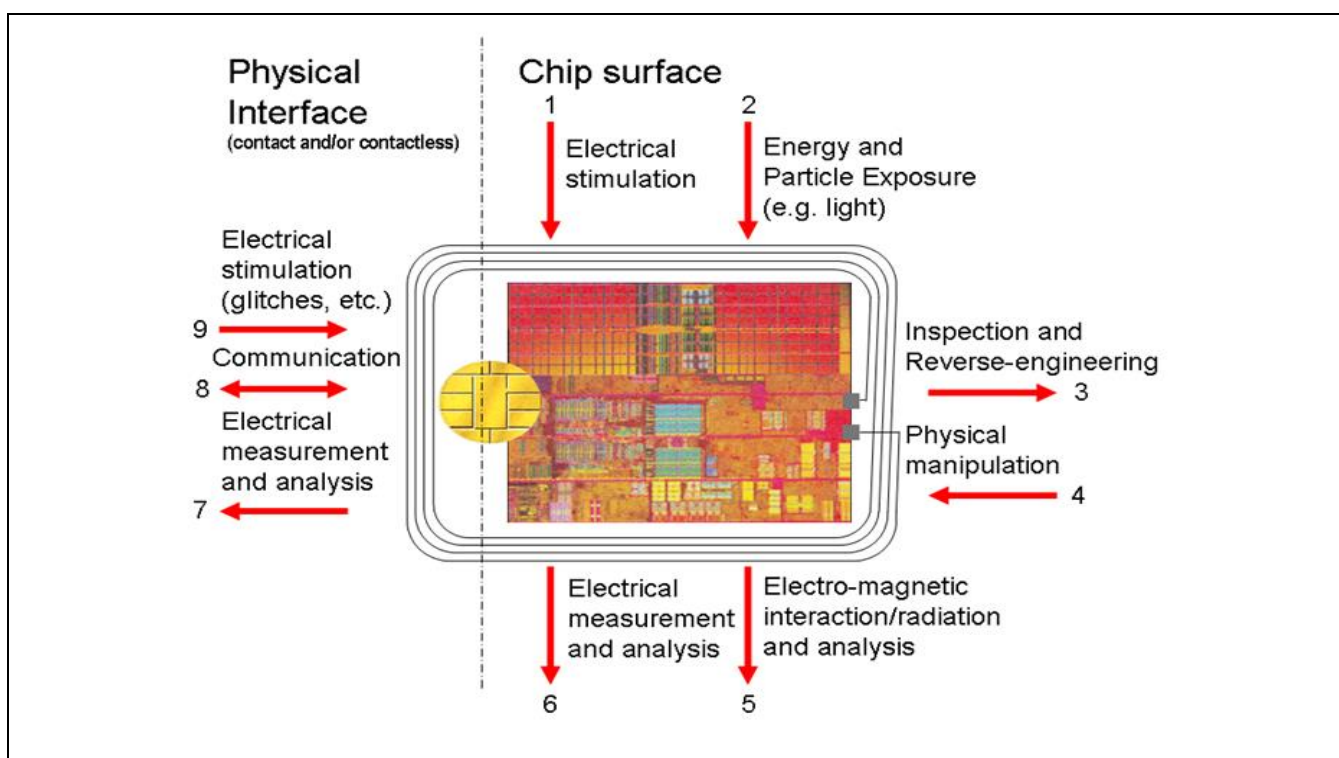 Physical
Interface
(contact and/or contactless)
Chip surface
1
2
Electrical
stimulation
Energy and
Particle Exposure
(e.g. light)
Electrical
stimulation
(glitches, etc.)
9
Communication
8
Electrical
measurement
and analysis
7
Inspection and
Reverse-engineering
3
Physical
manipulation
4
Electrical
measurement
and analysis
6
Electro-magnetic
interaction/radiation
and analysis
5